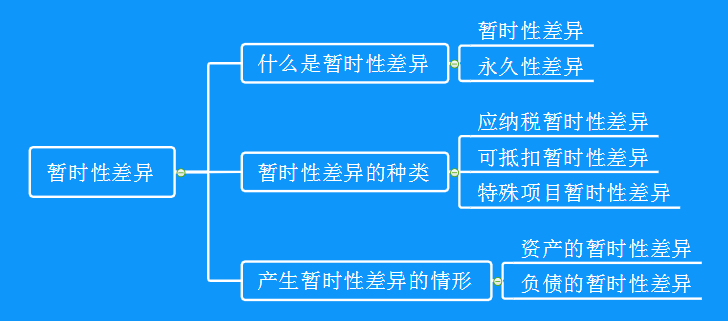 暂时性差异
什么是暂时性差异
暂时性差异
永久性差异
暂时性差异的种类
应纳税暂时性差异
可抵扣暂时性差异
特殊项目暂时性差异
产生暂时性差异的情形
资产的暂时性差异
负债的暂时性差异